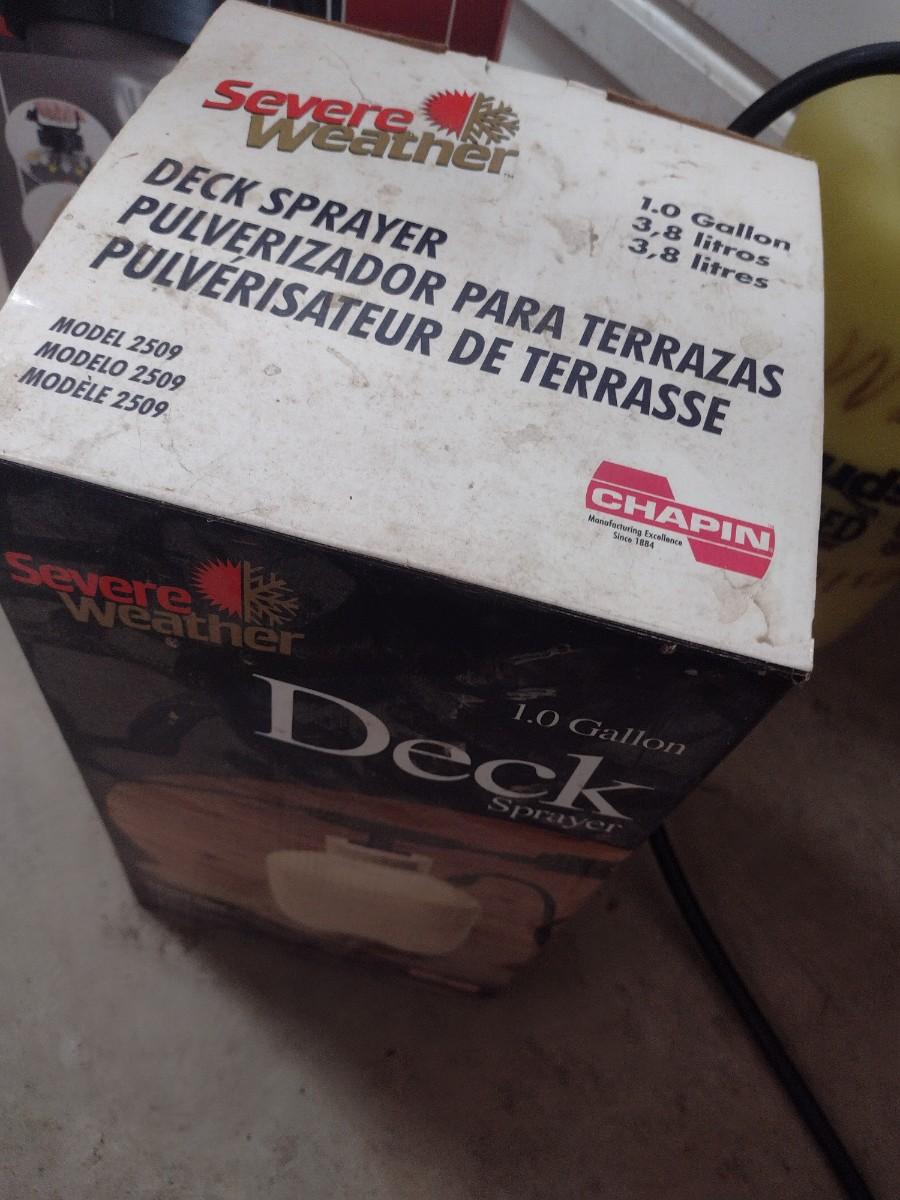 Severe
Weather™
DECK SPRAYER
PULVERIZADOR PARA TERRAZAS
PULVÉRISATEUR DE TERRASSE
1.0 Gallon
3,8 litros
3,8 litres
MODEL 2509
MODELO 2509
MODÈLE 2509
CHAPIN
Manufacturing Excellence
Since 1884
Severe
Weather
1.0 Gallon
Deck
Sprayer